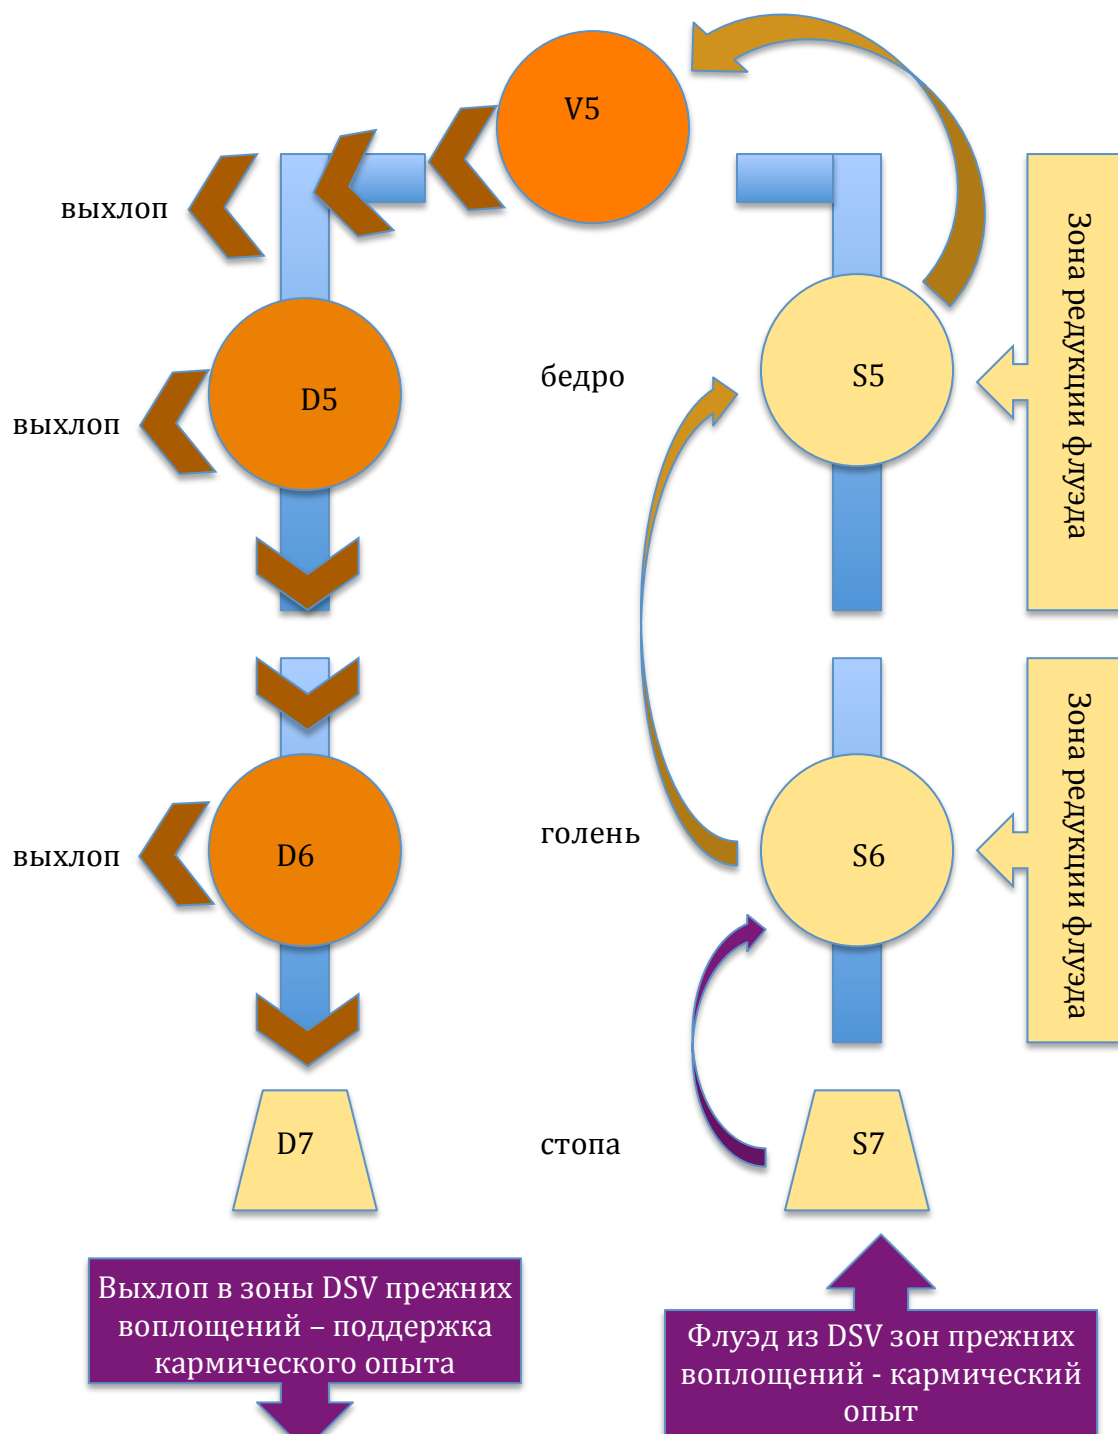 V5
выхлоп
Зона редукции флуэда
бедро
S5
D5
выхлоп
Зона редукции флуэда
голень
S6
D6
выхлоп
D7
стопа
S7
Выхлоп в зоны DSV прежних
воплощений – поддержка
кармического опыта
Флуэд из DSV зон прежних
воплощений - кармический
опыт